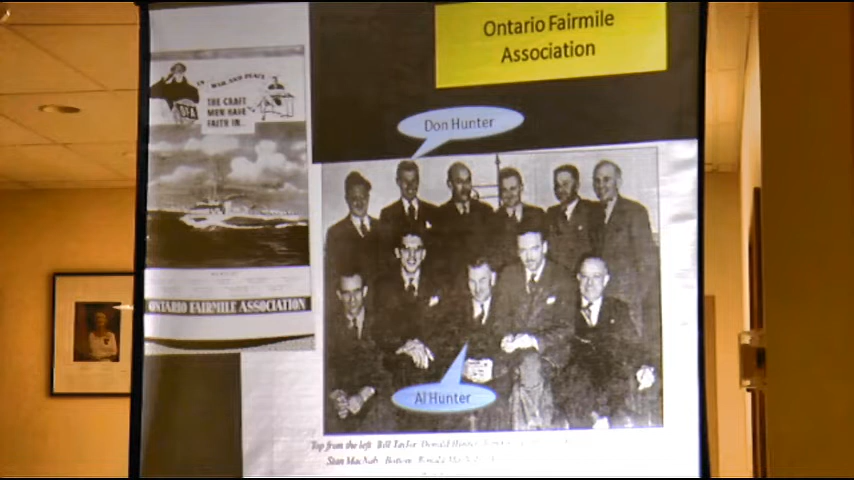 Ontario Fairmile
Association
IN WAR AND PEACE
THE CRAFT
MEN HAVE
FAITH IN...
Don Hunter
ONTARIO FAIRMILE ASSOCIATION
Al Hunter
Top from the left Bill Taylor Donald Hunter
Stan MacNab Bottom